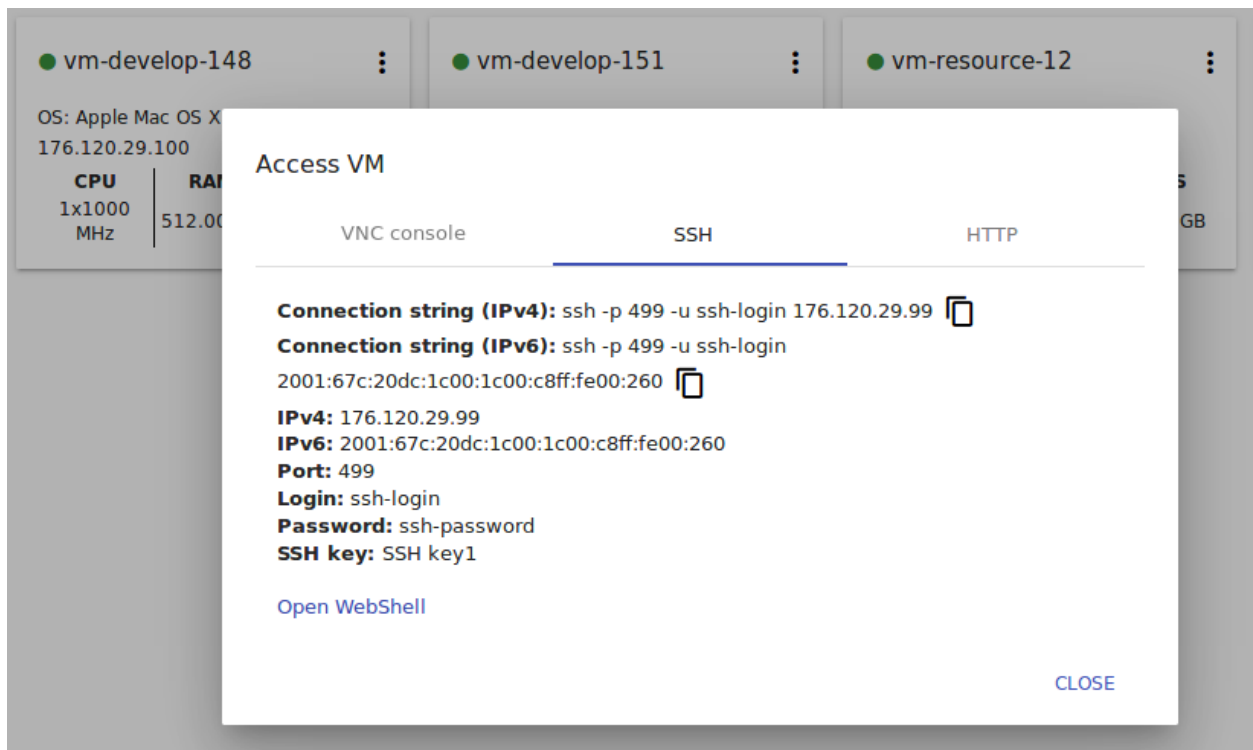 vm-develop-148
vm-develop-151
vm-resource-12
OS: Apple Mac OS X
176.120.29.100
CPU
1x1000
MHz
512.00
GB
Access VM
VNC console
SSH
HTTP
Connection string (IPv4): ssh -p 499 -u ssh-login 176.120.29.99
Connection string (IPv6): ssh -p 499 -u ssh-login
2001:67c:20dc:1c00:1c00:c8ff:fe00:260
IPv4: 176.120.29.99
IPv6: 2001:67c:20dc:1c00:1c00:c8ff:fe00:260
Port: 499
Login: ssh-login
Password: ssh-password
SSH key: SSH key1
Open WebShell
CLOSE